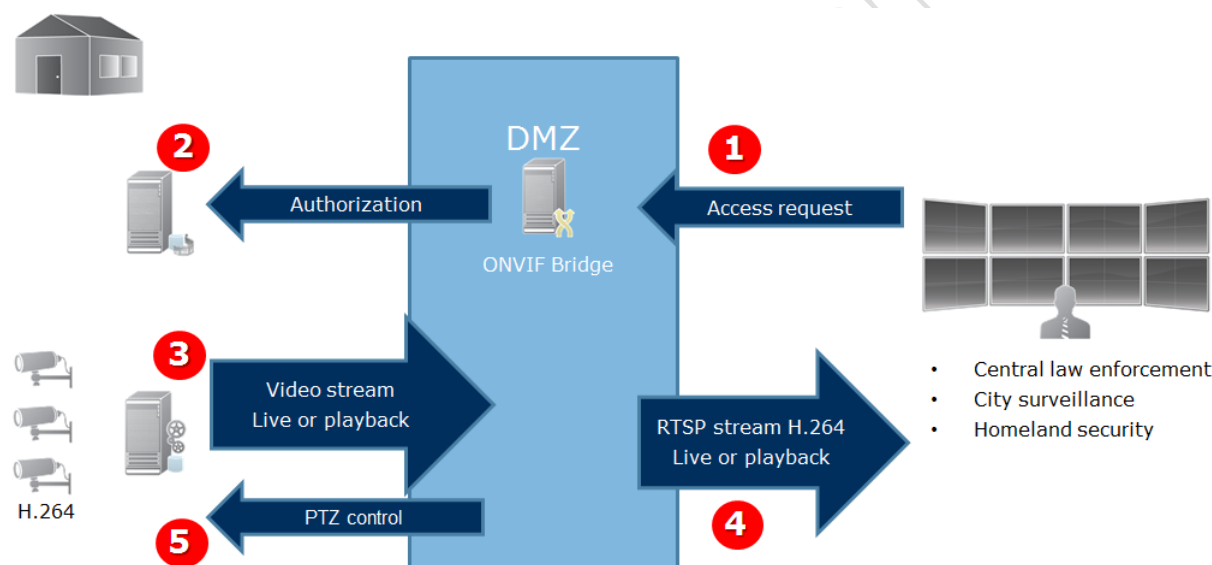 DMZ
2
1
Authorization
Access request
ONVIF Bridge
3
Video stream
Live or playback
RTSP stream H.264
Live or playback
• Central law enforcement
• City surveillance
• Homeland security
H.264
PTZ control
4
5